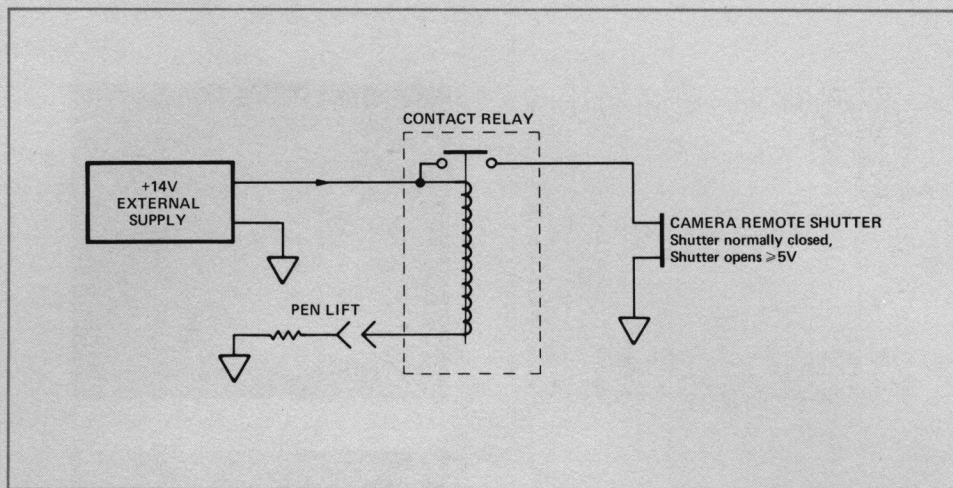 CONTACT RELAY
+14V
EXTERNAL
SUPPLY
CAMERA REMOTE SHUTTER
Shutter normally closed,
Shutter opens ⩾5V
PEN LIFT